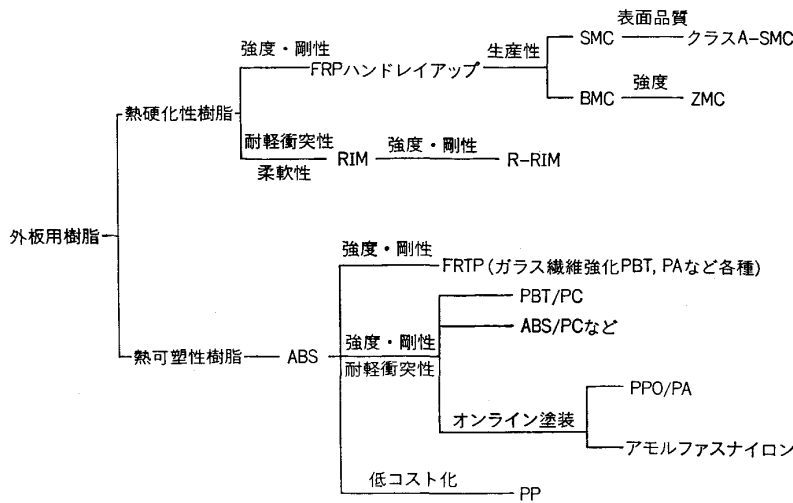 表面品質
SMC クラスA-SMC
強度・剛性 生産性
FRPハンドレイアップ
強度
BMC ZMC
熱硬化性樹脂
耐軽衝突性 強度・剛性
RIM R-RIM
柔軟性
外板用樹脂
強度・剛性
FRTP(ガラス繊維強化PBT, PAなど各種)
PBT/PC
強度・剛性 ABS/PCなど
熱可塑性樹脂 ABS
耐軽衝突性
PPO/PA
オンライン塗装
アモルファスナイロン
低コスト化
PP